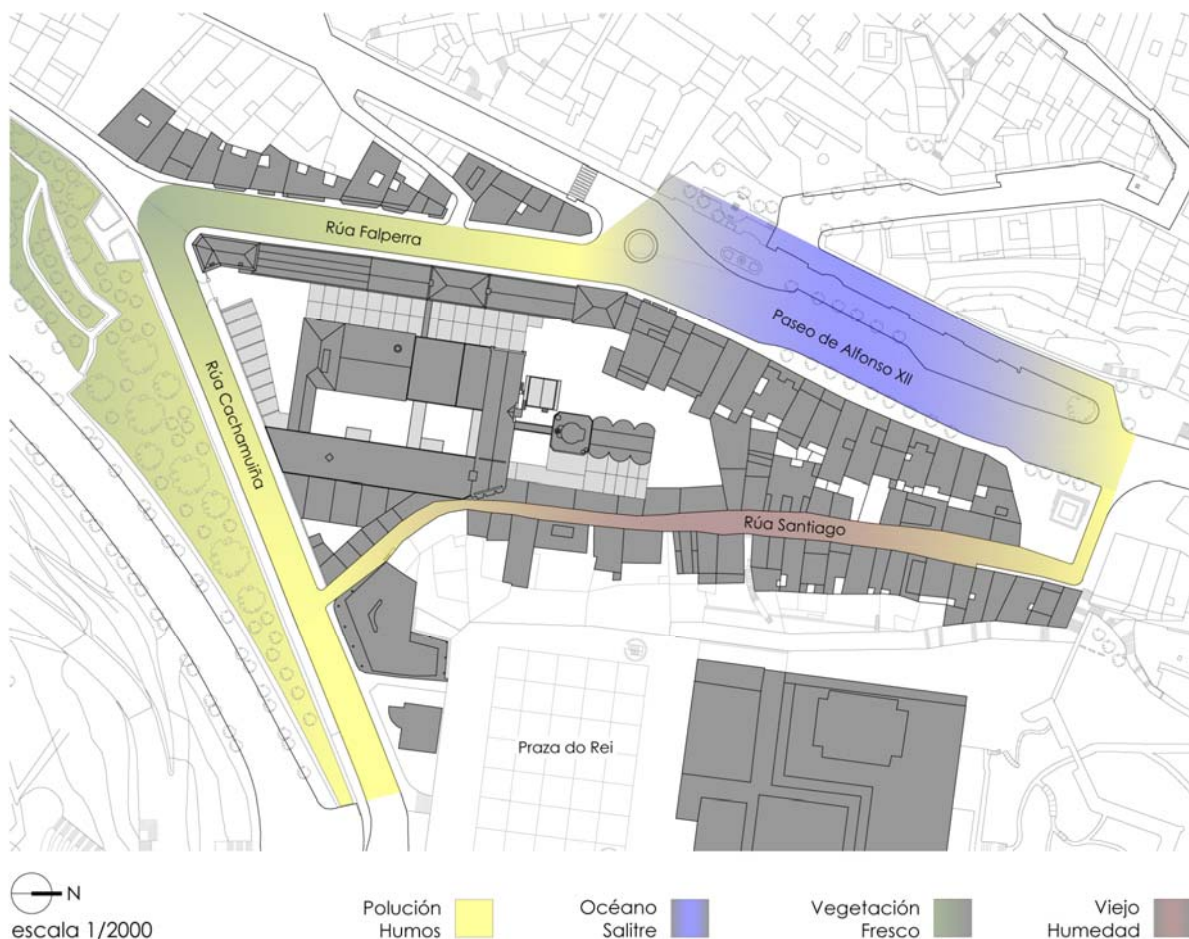 Rúa Falperra
Paseo de Alfonso XII
Rúa Cachamuiña
Rúa Santiago
Praza do Rei
N
escala 1/2000
Polución
Humos
Océano
Salitre
Vegetación
Fresco
Viejo
Humedad